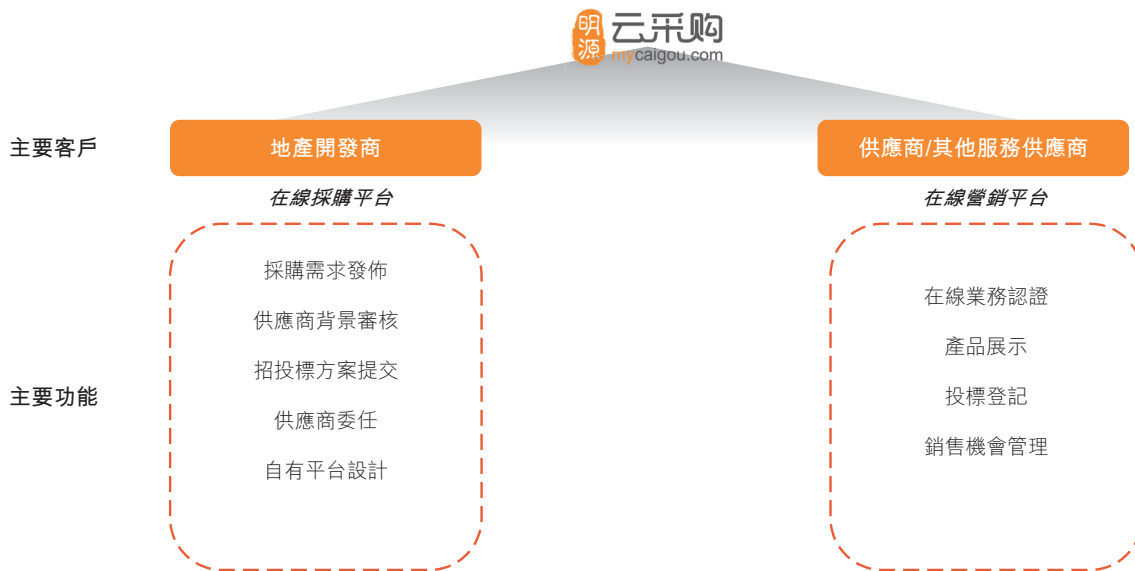 明源 云采购
mycaigou.com
主要客戶
地產開發商
供應商/其他服務供應商
在線採購平台
在線營銷平台
主要功能
採購需求發佈
供應商背景審核
招投標方案提交
供應商委任
自有平台設計
在線業務認證
產品展示
投標登記
銷售機會管理